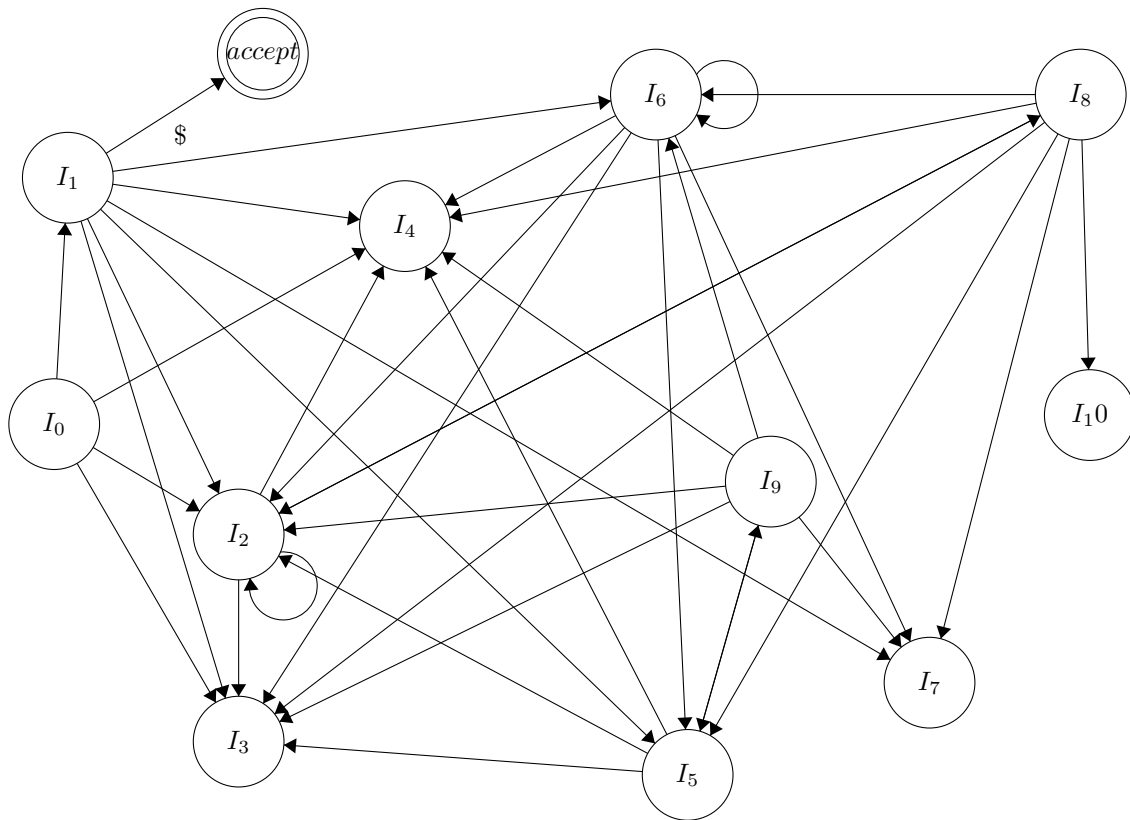 accept
I₆
I₈
$
I₁
I₄
I₁0
I₀
I₉
I₂
I₇
I₃
I₅